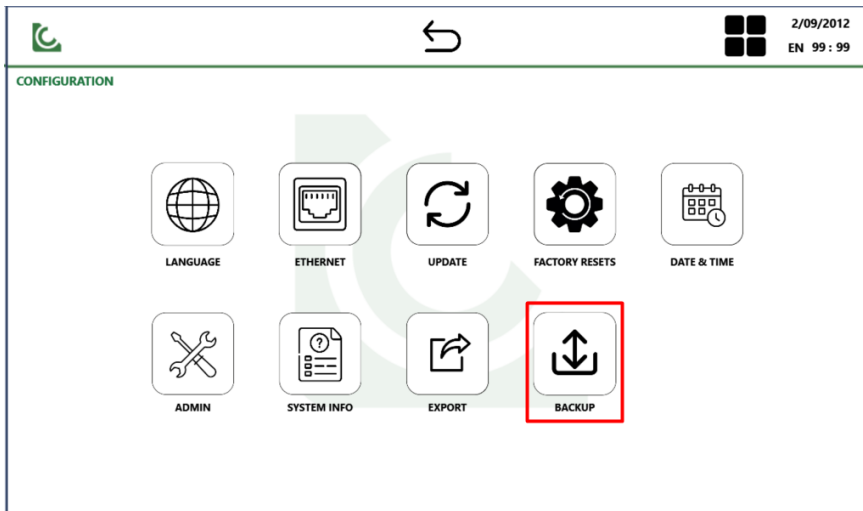 2/09/2012
EN 99 : 99
CONFIGURATION
LANGUAGE
ETHERNET
UPDATE
FACTORY RESETS
DATE & TIME
ADMIN
SYSTEM INFO
EXPORT
BACKUP